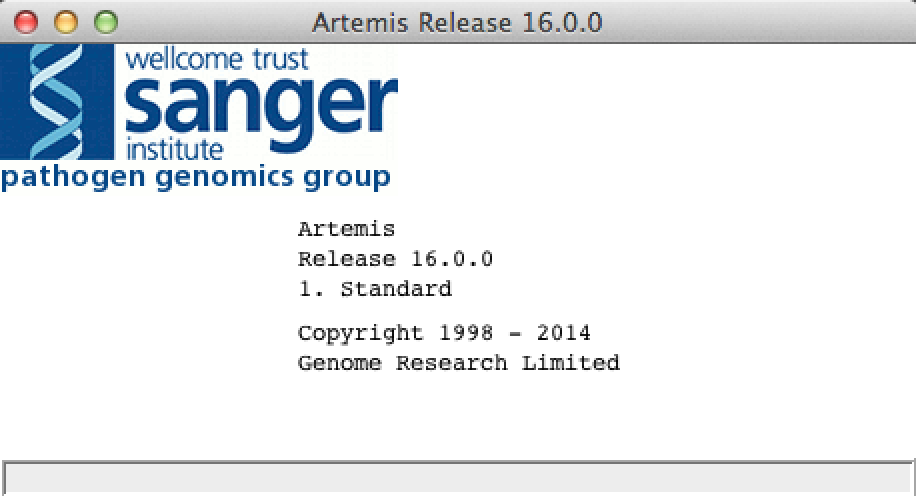 Artemis Release 16.0.0
wellcome trust
sanger
institute
pathogen genomics group
Artemis
Release 16.0.0
1. Standard
Copyright 1998 - 2014
Genome Research Limited